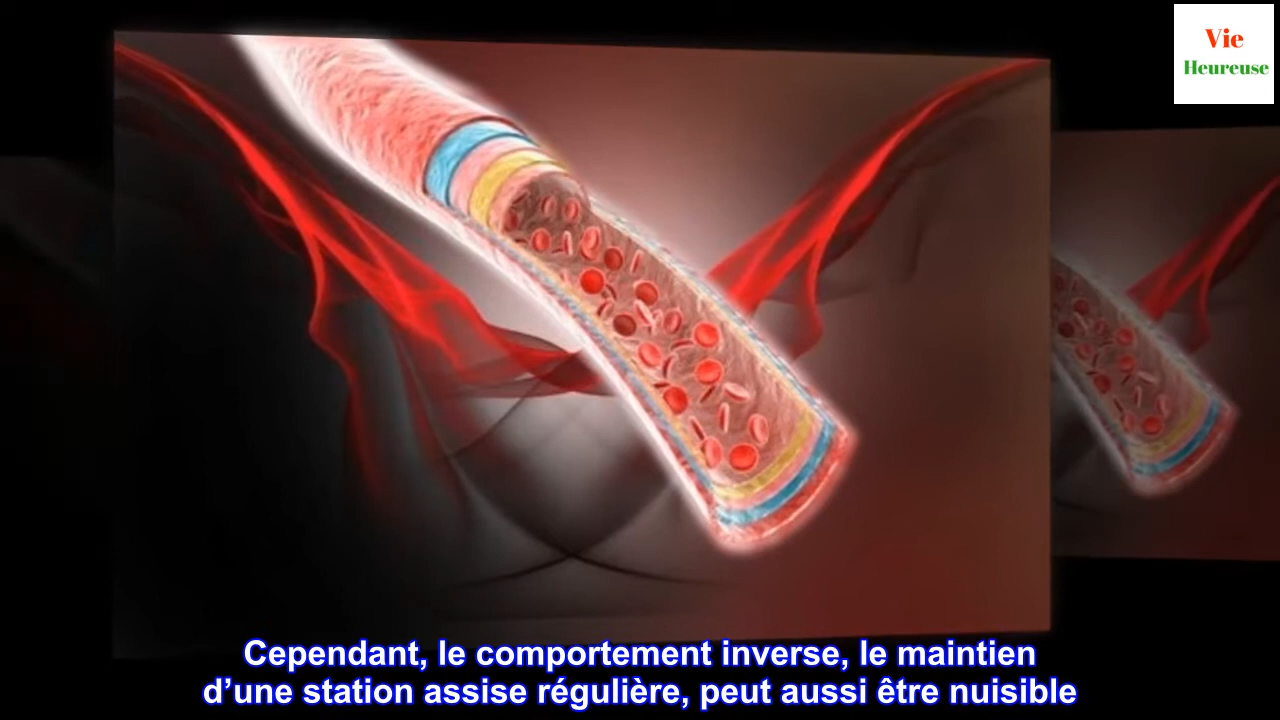 Vie
Heureuse
Cependant, le comportement inverse, le maintien
d’une station assise régulière, peut aussi être nuisible